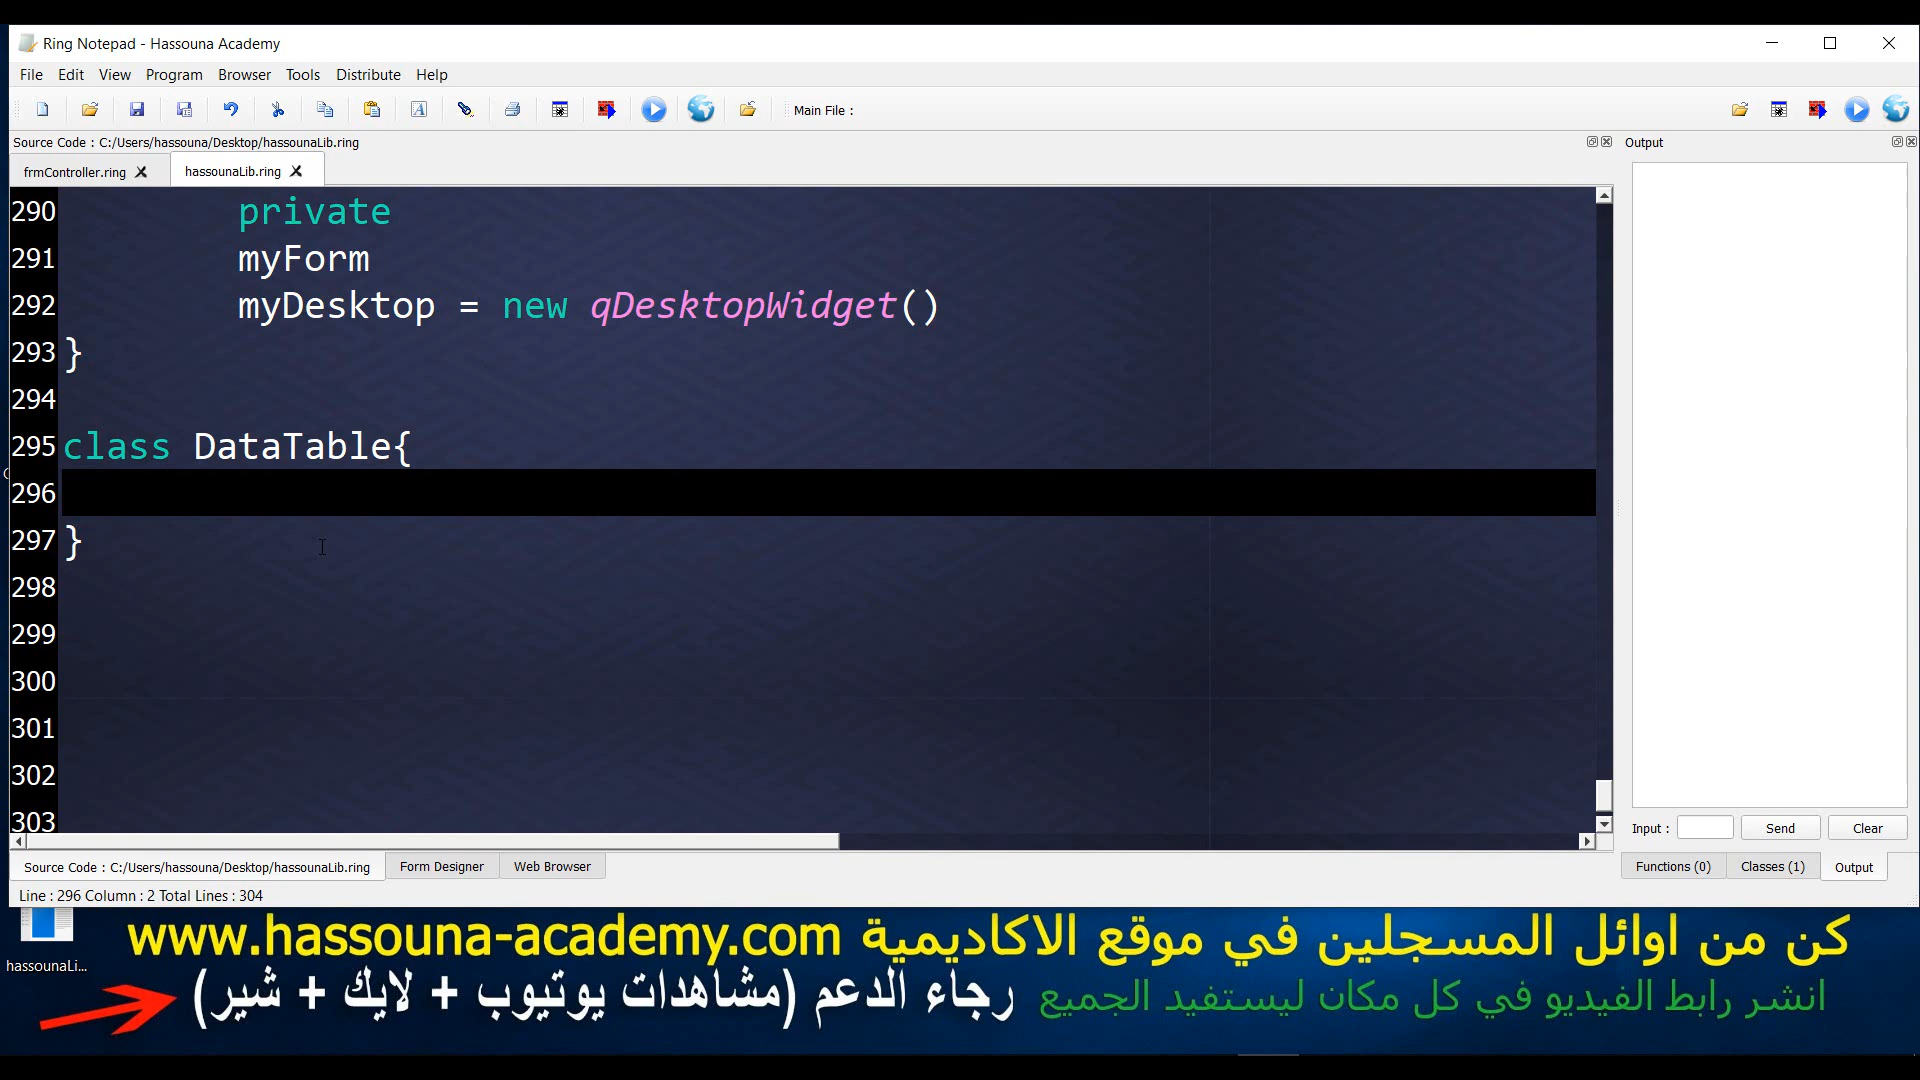 Ring Notepad - Hassouna Academy
File Edit View Program Browser Tools Distribute Help
Main File :
Source Code : C:/Users/hassouna/Desktop/hassounaLib.ring
Output
frmController.ring
hassounaLib.ring
290 private
291 myForm
292 myDesktop = new qDesktopWidget()
293 }
294
295 class DataTable{
296
297 }
298
299
300
301
302
303
Input : Send Clear
Source Code : C:/Users/hassouna/Desktop/hassounaLib.ring Form Designer Web Browser
Functions (0) Classes (1) Output
Line : 296 Column : 2 Total Lines : 304
كن من اوائل المسجلين في موقع الاكاديمية www.hassouna-academy.com
hassounaLi...
انشر رابط الفيديو في كل مكان ليستفيد الجميع رجاء الدعم (مشاهدات يوتيوب + لايك + شير)